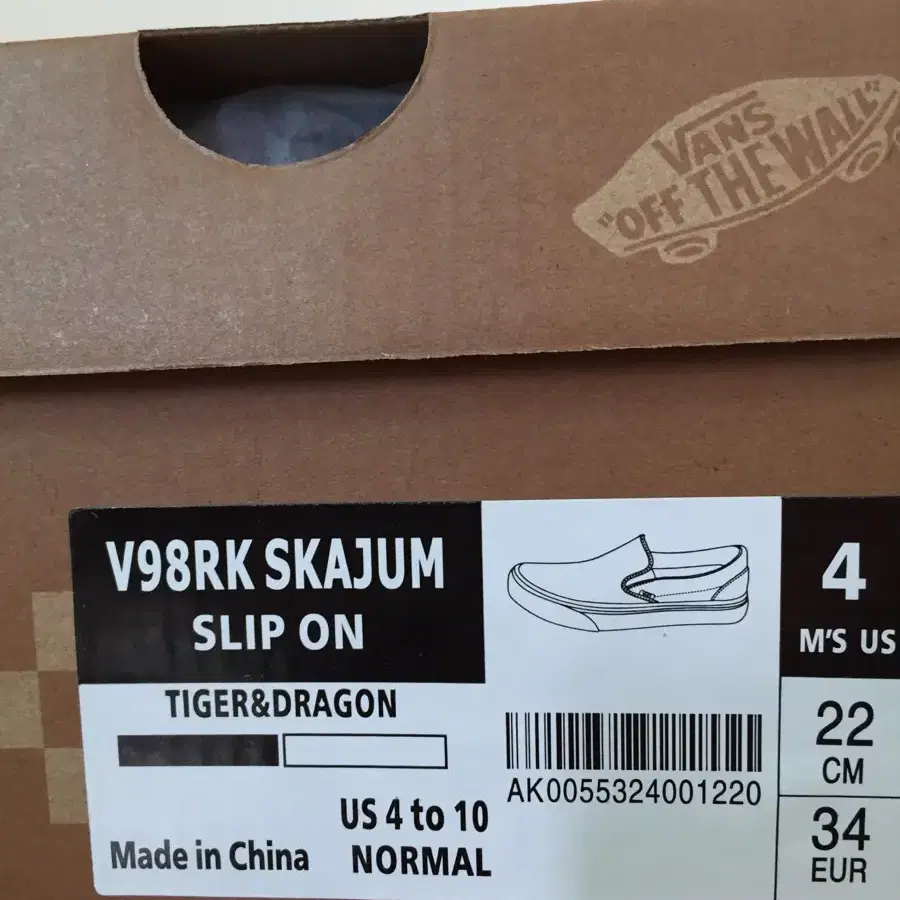 VANS
"OFF THE WALL"
V98RK SKAJUM
SLIP ON
TIGER&DRAGON
US 4 to 10
Made in China NORMAL
AK0055324001220
4
M'S US
22
CM
34
EUR